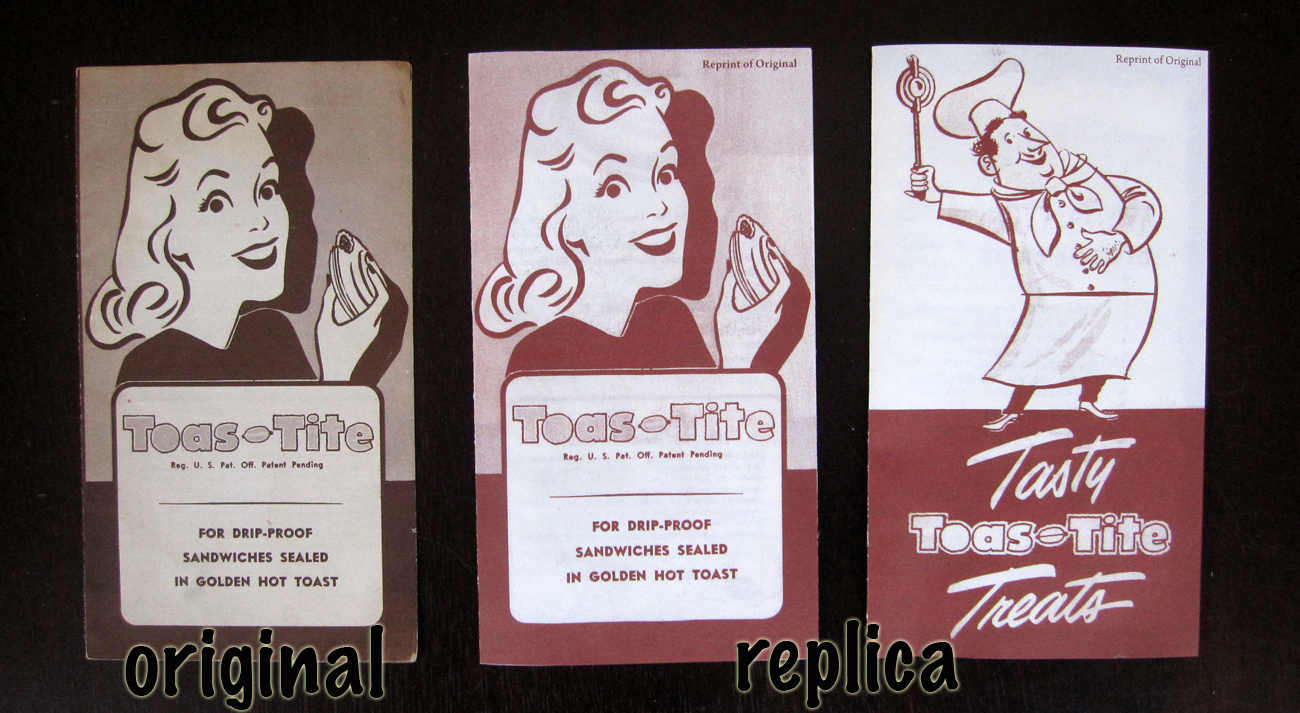 Toas-Tite
Reg. U. S. Pat. Off. Patent Pending
FOR DRIP-PROOF
SANDWICHES SEALED
IN GOLDEN HOT TOAST
original
Reprint of Original
Toas-Tite
Reg. U. S. Pat. Off. Patent Pending
FOR DRIP-PROOF
SANDWICHES SEALED
IN GOLDEN HOT TOAST
Reprint of Original
Tasty
Toas-Tite
Treats
replica